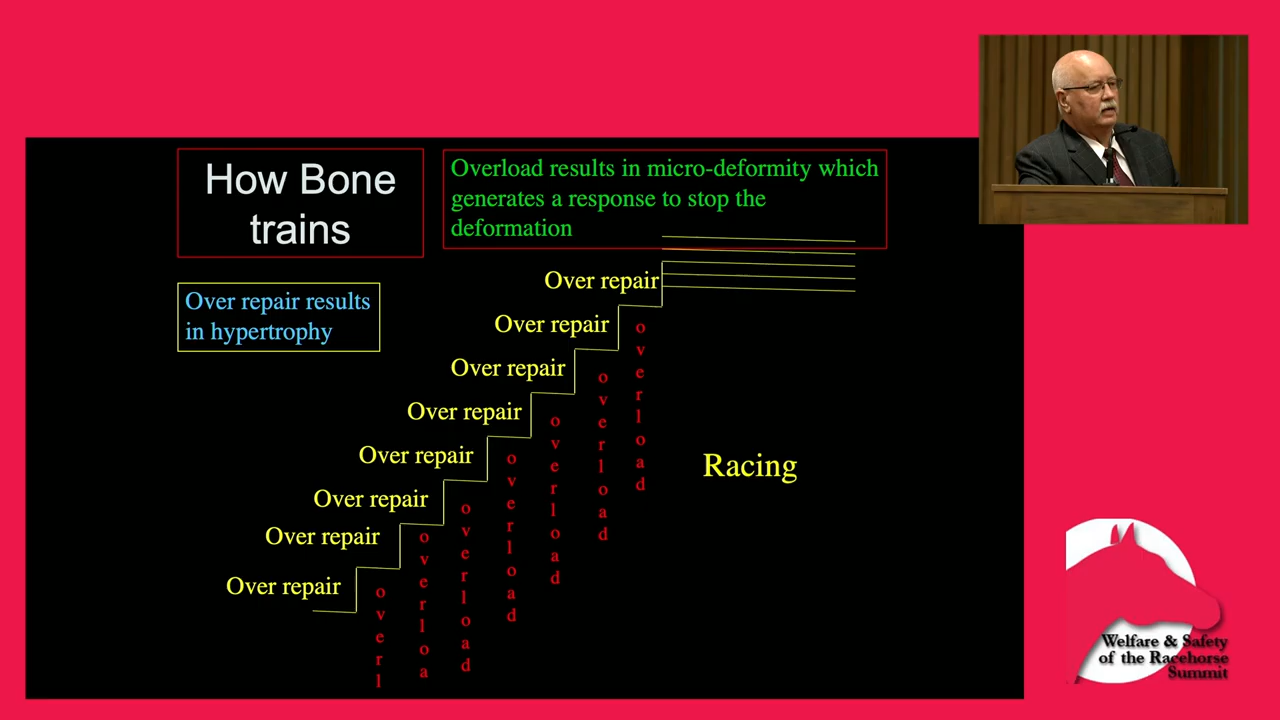 How Bone
trains
Overload results in micro-deformity which
generates a response to stop the
deformation
Over repair results
in hypertrophy
Over repair
Over repair
Over repair
Over repair
Over repair
Over repair
Over repair
Over repair
overl
overloa
overload
overload
overload
overload
overload
Racing
Welfare & Safety
of the Racehorse
Summit